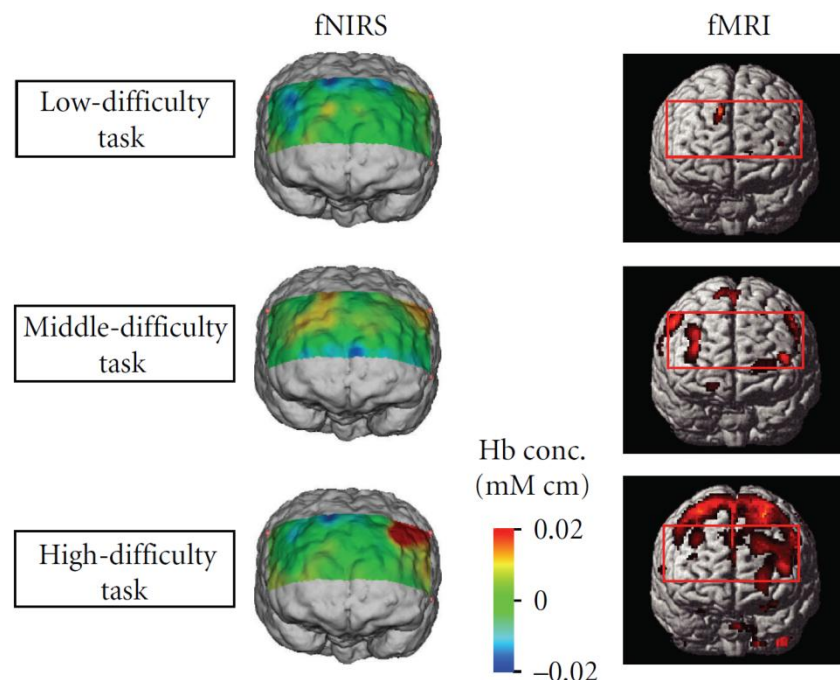 fNIRS
fMRI
Low-difficulty
task
Middle-difficulty
task
Hb conc.
(mM cm)
0.02
0
−0.02
High-difficulty
task